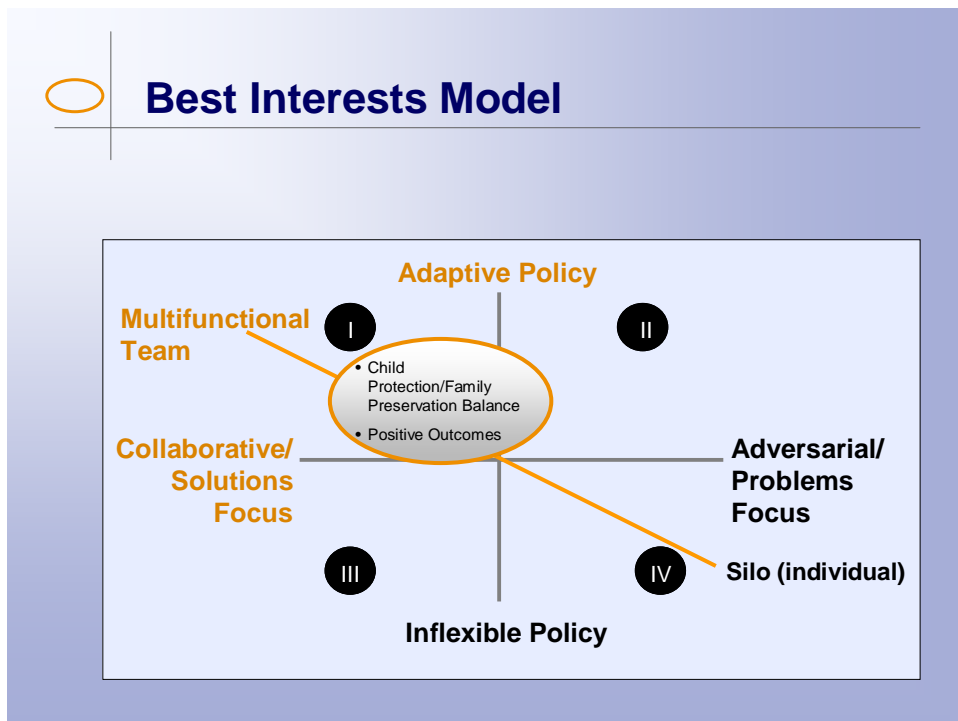 Best Interests Model
Adaptive Policy
Multifunctional
Team
I
II
• Child
Protection/Family
Preservation Balance
• Positive Outcomes
Collaborative/
Solutions
Focus
Adversarial/
Problems
Focus
III
IV
Silo (individual)
Inflexible Policy